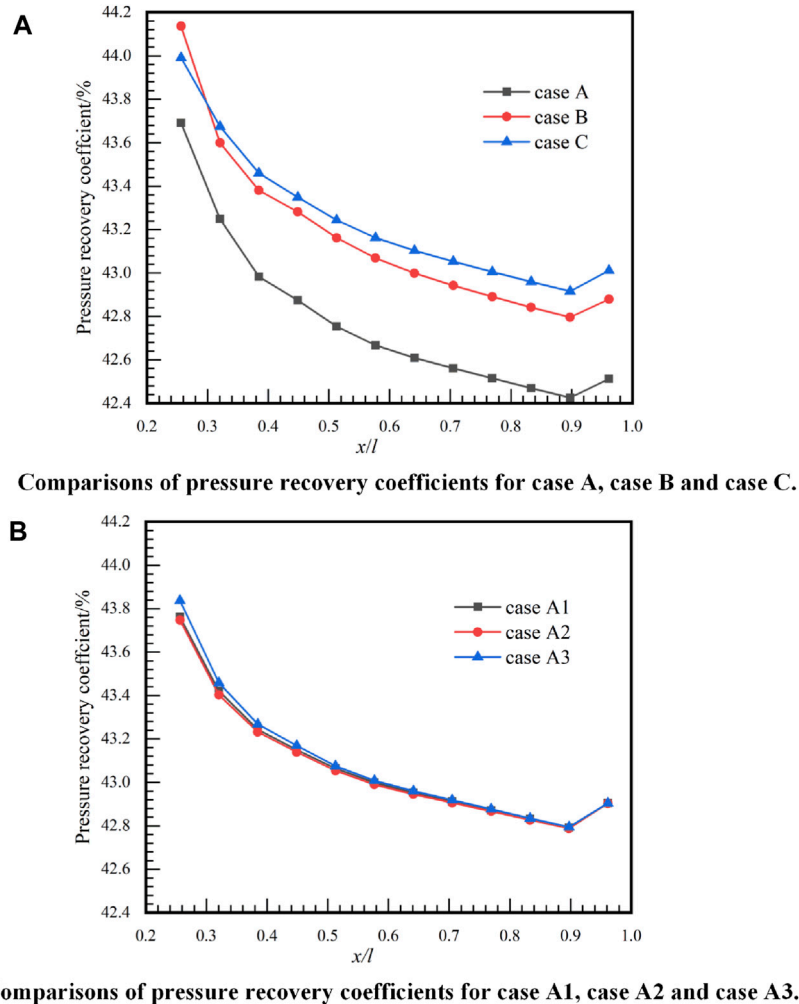 A
44.2
44.0
43.8
43.6
43.4
43.2
43.0
42.8
42.6
42.4
Pressure recovery coeffcient/%
case A
case B
case C
0.2 0.3 0.4 0.5 0.6 0.7 0.8 0.9 1.0
x/l
Comparisons of pressure recovery coefficients for case A, case B and case C.
B
44.2
44.0
43.8
43.6
43.4
43.2
43.0
42.8
42.6
42.4
Pressure recovery coeffcient/%
case A1
case A2
case A3
0.2 0.3 0.4 0.5 0.6 0.7 0.8 0.9 1.0
x/l
omparisons of pressure recovery coefficients for case A1, case A2 and case A3.